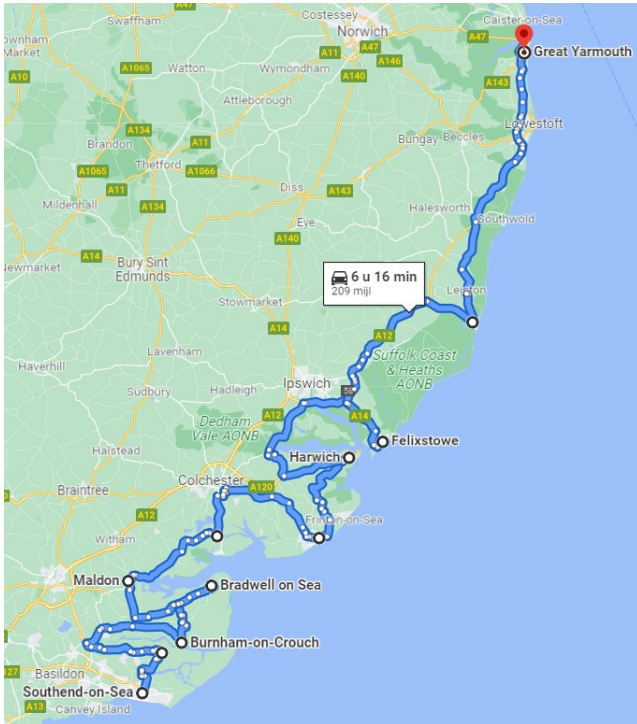 Swaffham
A47
Costessey
Norwich
Caister-on-Sea
A47
Great Yarmouth
Market
A10
A1065
Watton
A11
Wymondham
A47
A146
A140
A143
Attleborough
Lowestoft
A134
Bungay
Beccles
Brandon
A11
Thetford
A1065
A1066
A11
A134
Diss
A143
Mildenhall
Halesworth
Southwold
Eye
A140
A14
Newmarket
Bury Sint
Edmunds
6 u 16 min
209 mijl
Leiston
Stowmarket
A14
A12
Haverhill
Lavenham
Suffolk Coast
& Heaths
AONB
Ipswich
Sudbury
Hadleigh
A14
Dedham
Vale AONB
A12
Felixstowe
Halstead
Harwich
Colchester
A120
Braintree
A12
Frinton-on-Sea
Witham
Maldon
Bradwell on Sea
Burnham-on-Crouch
Basildon
A127
Southend-on-Sea
A13
Canvey Island